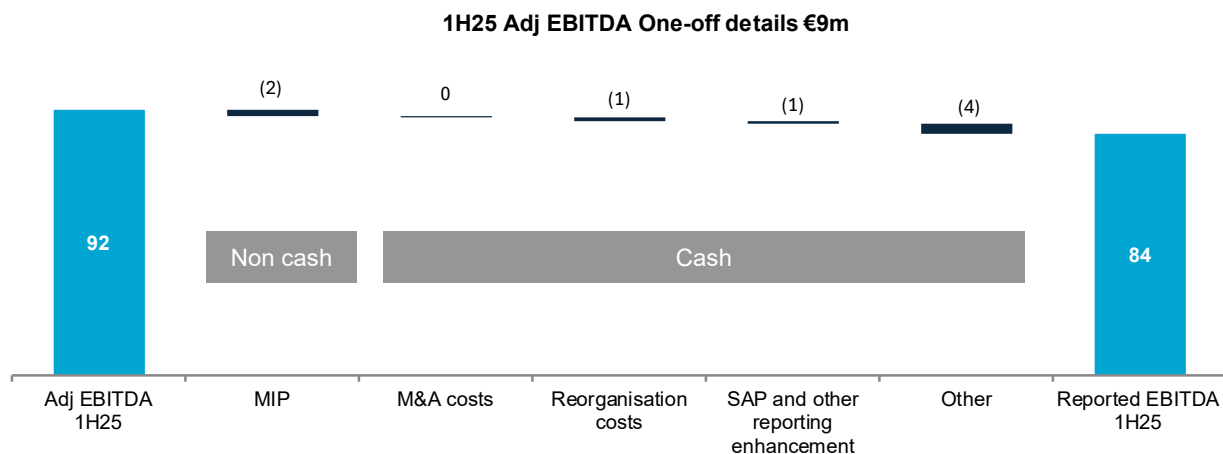 1H25 Adj EBITDA One-off details €9m
(2)
0
(1)
(1)
(4)
92
Non cash
Cash
84
Adj EBITDA
1H25
MIP
M&A costs
Reorganisation
costs
SAP and other
reporting
enhancement
Other
Reported EBITDA
1H25